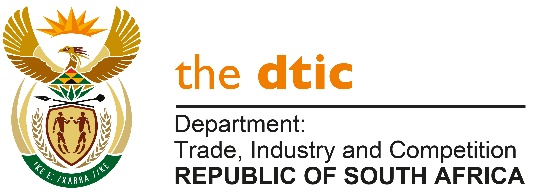 the dtic
Department:
Trade, Industry and Competition
REPUBLIC OF SOUTH AFRICA